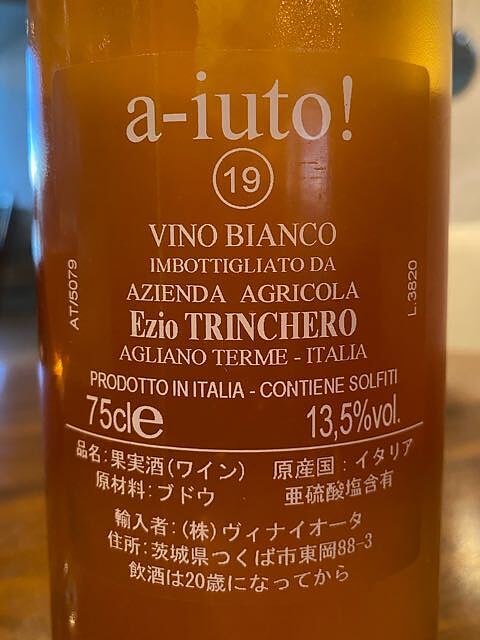 a-iuto!
19
VINO BIANCO
IMBOTTIGLIATO DA
AZIENDA AGRICOLA
Ezio TRINCHERO
AGLIANO TERME - ITALIA
AT/5079
L.3820
PRODOTTO IN ITALIA - CONTIENE SOLFITI
75cl e 13,5%vol.
品名:果実酒(ワイン) 原産国:イタリア
原材料:ブドウ 亜硫酸塩含有
輸入者:(株)ヴィナイオータ
住所:茨城県つくば市東岡88-3
飲酒は20歳になってから